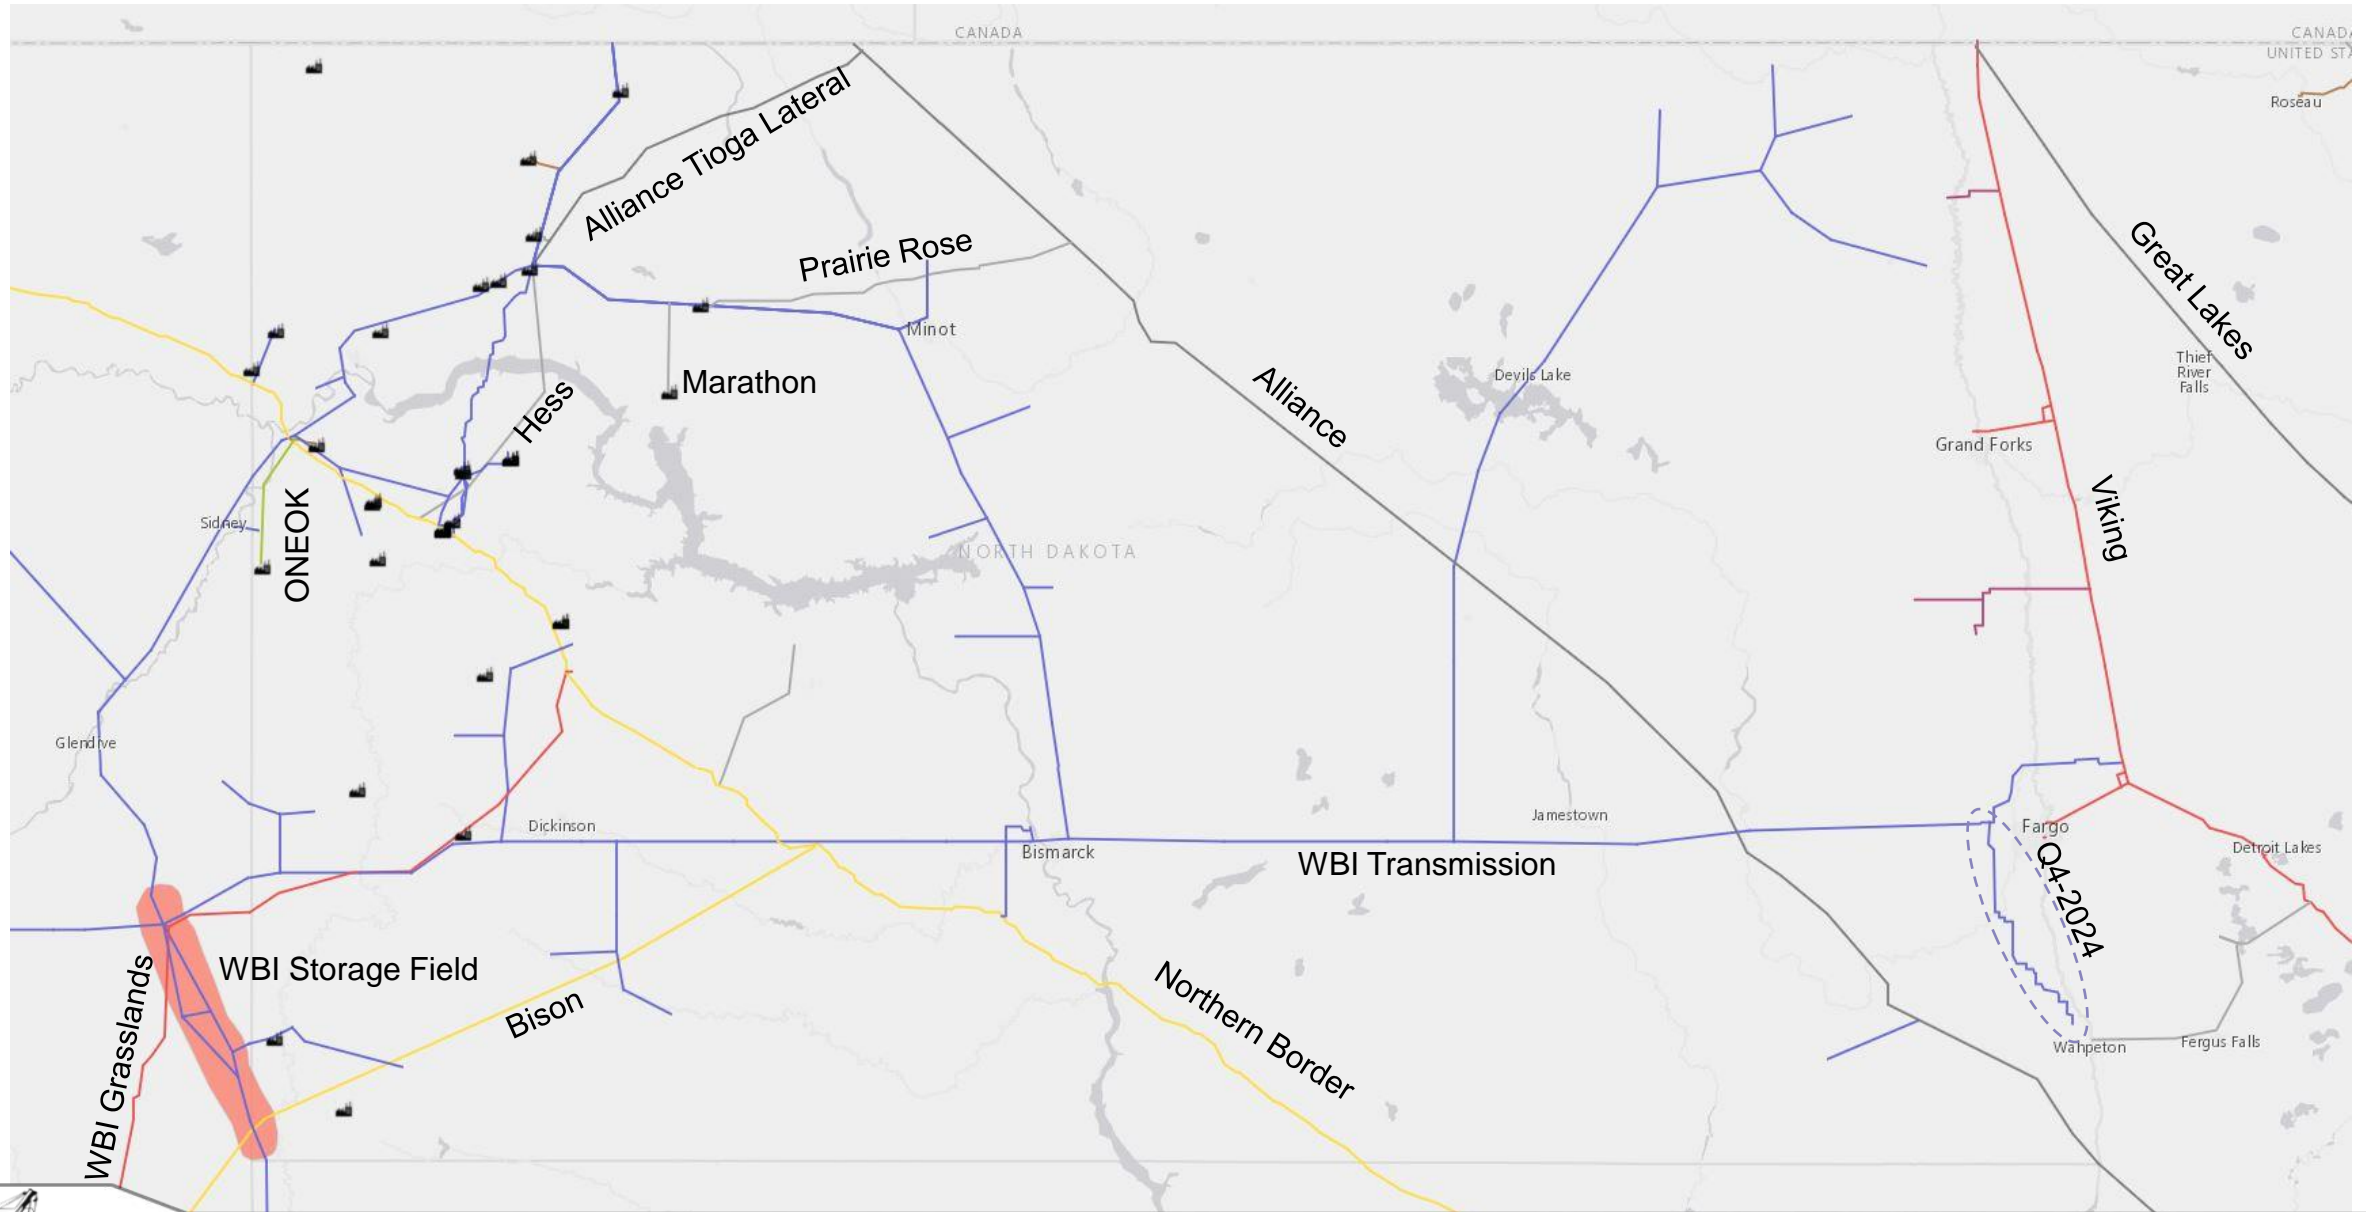 CANADA
CANADA
UNITED STA
Roseau
Alliance Tioga Lateral
Prairie Rose
Great Lakes
Minot
Thief
River
Falls
Marathon
Hess
Alliance
Devils Lake
Grand Forks
Viking
Sidney
ONEOK
NORTH DAKOTA
Glendive
Dickinson
Jamestown
Fargo
Bismarck
Detroit Lakes
WBI Transmission
Q4-2024
WBI Storage Field
WBI Grasslands
Bison
Northern Border
Wahpeton
Fergus Falls